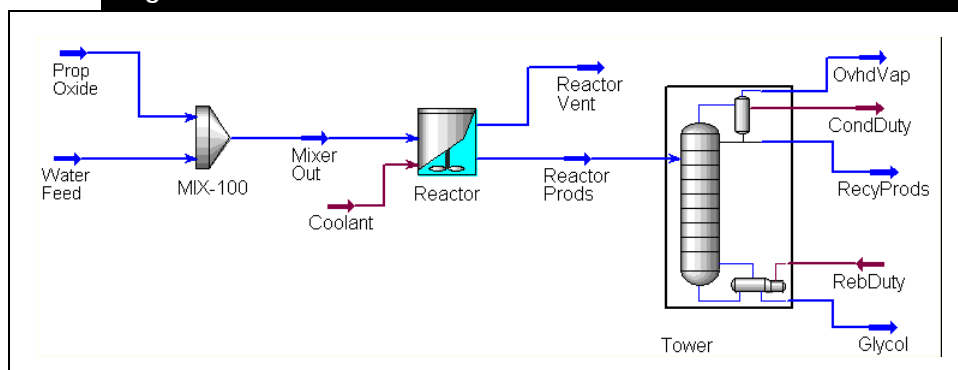 Prop
Oxide
Water
Feed
MIX-100
Mixer
Out
Coolant
Reactor
Reactor
Vent
Reactor
Prods
Tower
OvhdVap
CondDuty
RecyProds
RebDuty
Glycol